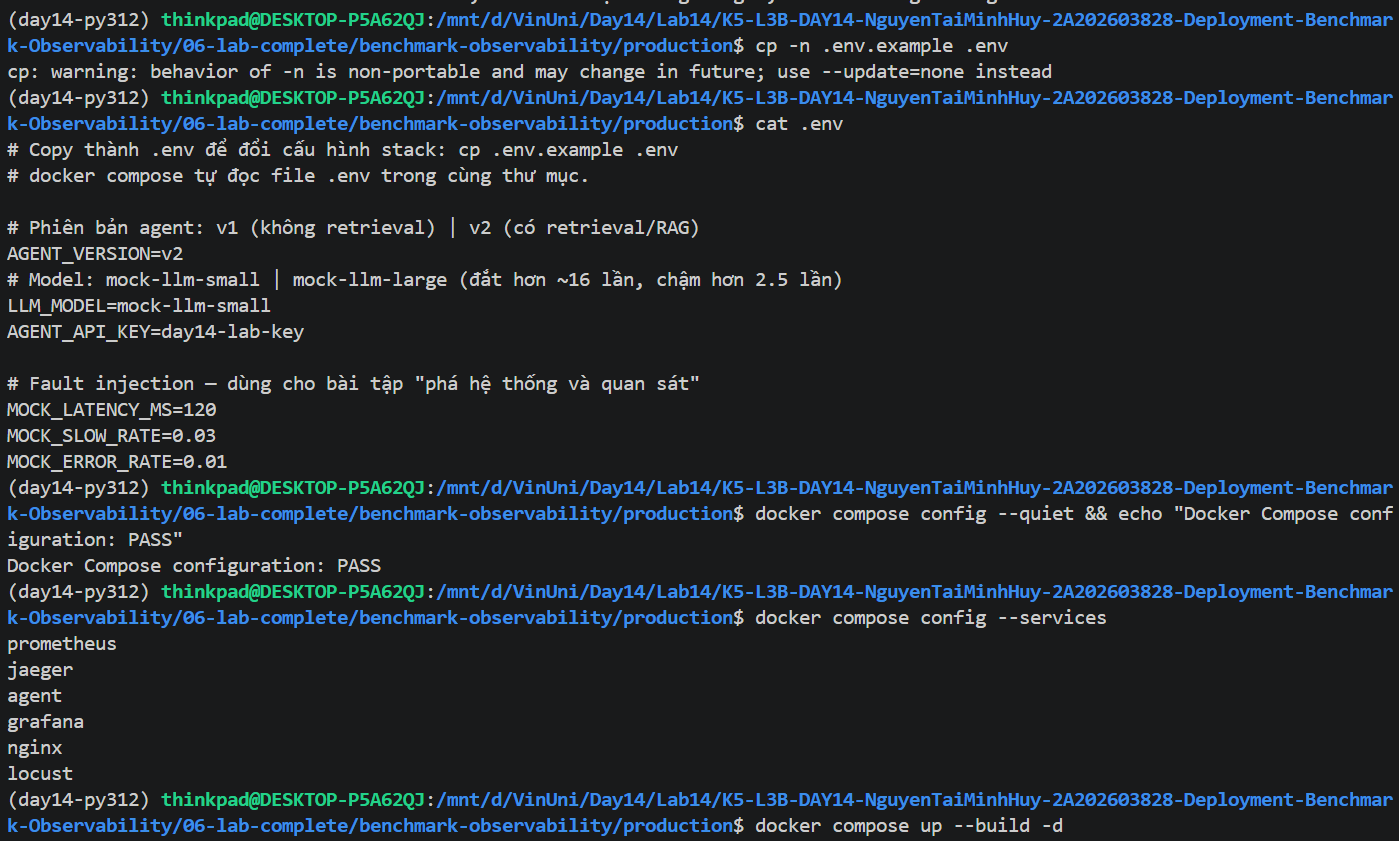 (day14-py312) thinkpad@DESKTOP-P5A62QJ:/mnt/d/VinUni/Day14/Lab14/K5-L3B-DAY14-NguyenTaiMinhHuy-2A202603828-Deployment-Benchmar
k-Observability/06-lab-complete/benchmark-observability/production$ cp -n .env.example .env
cp: warning: behavior of -n is non-portable and may change in future; use --update=none instead
(day14-py312) thinkpad@DESKTOP-P5A62QJ:/mnt/d/VinUni/Day14/Lab14/K5-L3B-DAY14-NguyenTaiMinhHuy-2A202603828-Deployment-Benchmar
k-Observability/06-lab-complete/benchmark-observability/production$ cat .env
# Copy thành .env để đổi cấu hình stack: cp .env.example .env
# docker compose tự đọc file .env trong cùng thư mục.

# Phiên bản agent: v1 (không retrieval) | v2 (có retrieval/RAG)
AGENT_VERSION=v2
# Model: mock-llm-small | mock-llm-large (đắt hơn ~16 lần, chậm hơn 2.5 lần)
LLM_MODEL=mock-llm-small
AGENT_API_KEY=day14-lab-key

# Fault injection — dùng cho bài tập "phá hệ thống và quan sát"
MOCK_LATENCY_MS=120
MOCK_SLOW_RATE=0.03
MOCK_ERROR_RATE=0.01
(day14-py312) thinkpad@DESKTOP-P5A62QJ:/mnt/d/VinUni/Day14/Lab14/K5-L3B-DAY14-NguyenTaiMinhHuy-2A202603828-Deployment-Benchmar
k-Observability/06-lab-complete/benchmark-observability/production$ docker compose config --quiet && echo "Docker Compose conf
iguration: PASS"
Docker Compose configuration: PASS
(day14-py312) thinkpad@DESKTOP-P5A62QJ:/mnt/d/VinUni/Day14/Lab14/K5-L3B-DAY14-NguyenTaiMinhHuy-2A202603828-Deployment-Benchmar
k-Observability/06-lab-complete/benchmark-observability/production$ docker compose config --services
prometheus
jaeger
agent
grafana
nginx
locust
(day14-py312) thinkpad@DESKTOP-P5A62QJ:/mnt/d/VinUni/Day14/Lab14/K5-L3B-DAY14-NguyenTaiMinhHuy-2A202603828-Deployment-Benchmar
k-Observability/06-lab-complete/benchmark-observability/production$ docker compose up --build -d